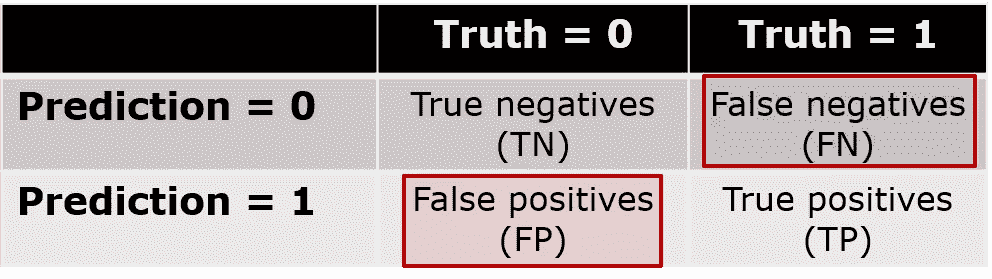 Truth = 0 Truth = 1
Prediction = 0 True negatives False negatives
(TN) (FN)
Prediction = 1 False positives True positives
(FP) (TP)